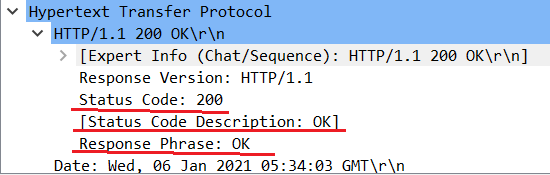 Hypertext Transfer Protocol
HTTP/1.1 200 OK\r\n
[Expert Info (Chat/Sequence): HTTP/1.1 200 OK\r\n]
Response Version: HTTP/1.1
Status Code: 200
[Status Code Description: OK]
Response Phrase: OK
Date: Wed, 06 Jan 2021 05:34:03 GMT\r\n